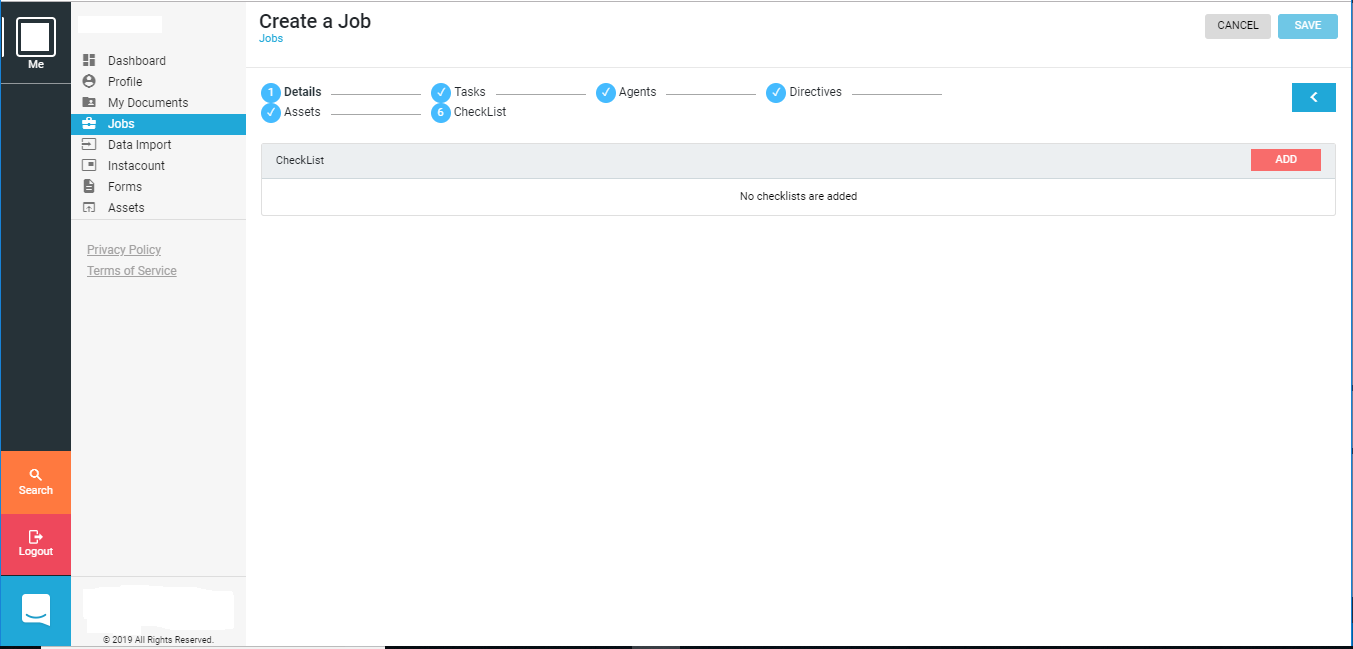 Me
Search
Logout
Dashboard
Profile
My Documents
Jobs
Data Import
Instacount
Forms
Assets
Privacy Policy
Terms of Service
© 2019 All Rights Reserved.
Create a Job
Jobs
CANCEL SAVE
1 Details Tasks Agents Directives
Assets 6 CheckList
CheckList ADD
No checklists are added